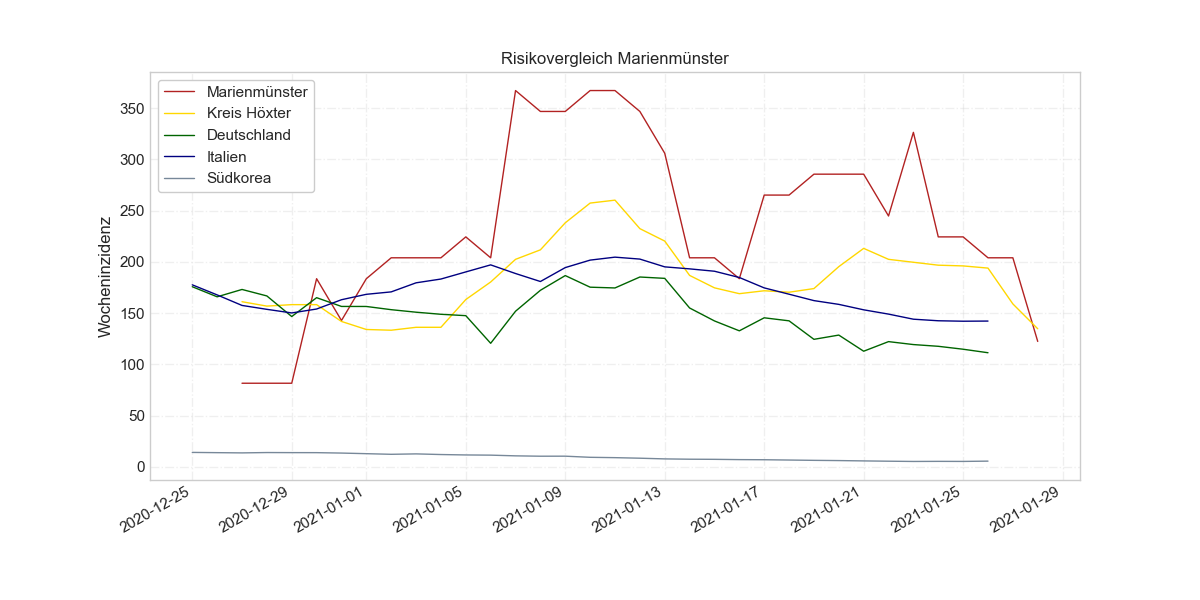 Risikovergleich Marienmünster
Marienmünster
Kreis Höxter
Deutschland
Italien
Südkorea
Wocheninzidenz
350
300
250
200
150
100
50
0
2020-12-25
2020-12-29
2021-01-01
2021-01-05
2021-01-09
2021-01-13
2021-01-17
2021-01-21
2021-01-25
2021-01-29